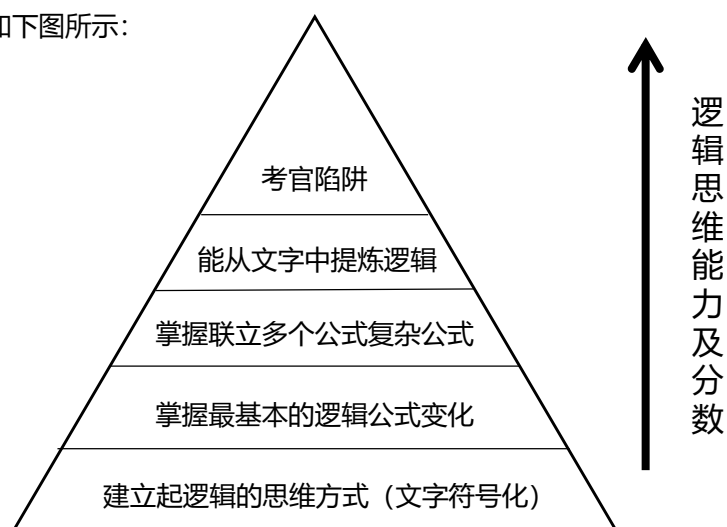 如下图所示：
考官陷阱
能从文字中提炼逻辑
掌握联立多个公式复杂公式
掌握最基本的逻辑公式变化
建立起逻辑的思维方式（文字符号化）
逻辑思维能力及分数